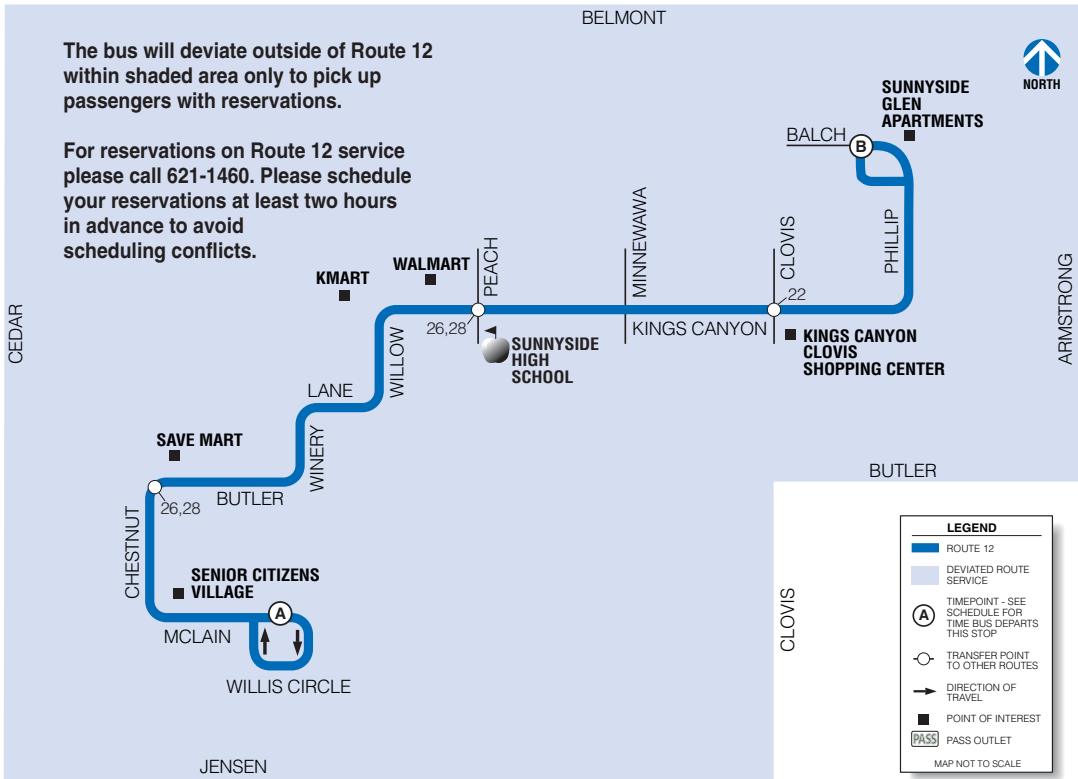 BELMONT
The bus will deviate outside of Route 12
within shaded area only to pick up
passengers with reservations.
For reservations on Route 12 service
please call 621-1460. Please schedule
your reservations at least two hours
in advance to avoid
scheduling conflicts.
NORTH
SUNNYSIDE
GLEN
APARTMENTS
BALCH
B
PHILLIP
CLOVIS
MINNEWAWA
PEACH
WALMART
KMART
CEDAR
ARMSTRONG
22
26,28
KINGS CANYON
SUNNYSIDE
HIGH
SCHOOL
KINGS CANYON
CLOVIS
SHOPPING CENTER
WILLOW
LANE
WINERY
SAVE MART
BUTLER
BUTLER
26,28
CHESTNUT
SENIOR CITIZENS
VILLAGE
A
MCLAIN
WILLIS CIRCLE
JENSEN
CLOVIS
LEGEND
ROUTE 12
DEVIATED ROUTE
SERVICE
A
TIMEPOINT - SEE
SCHEDULE FOR
TIME BUS DEPARTS
THIS STOP
TRANSFER POINT
TO OTHER ROUTES
DIRECTION OF
TRAVEL
POINT OF INTEREST
PASS
PASS OUTLET
MAP NOT TO SCALE